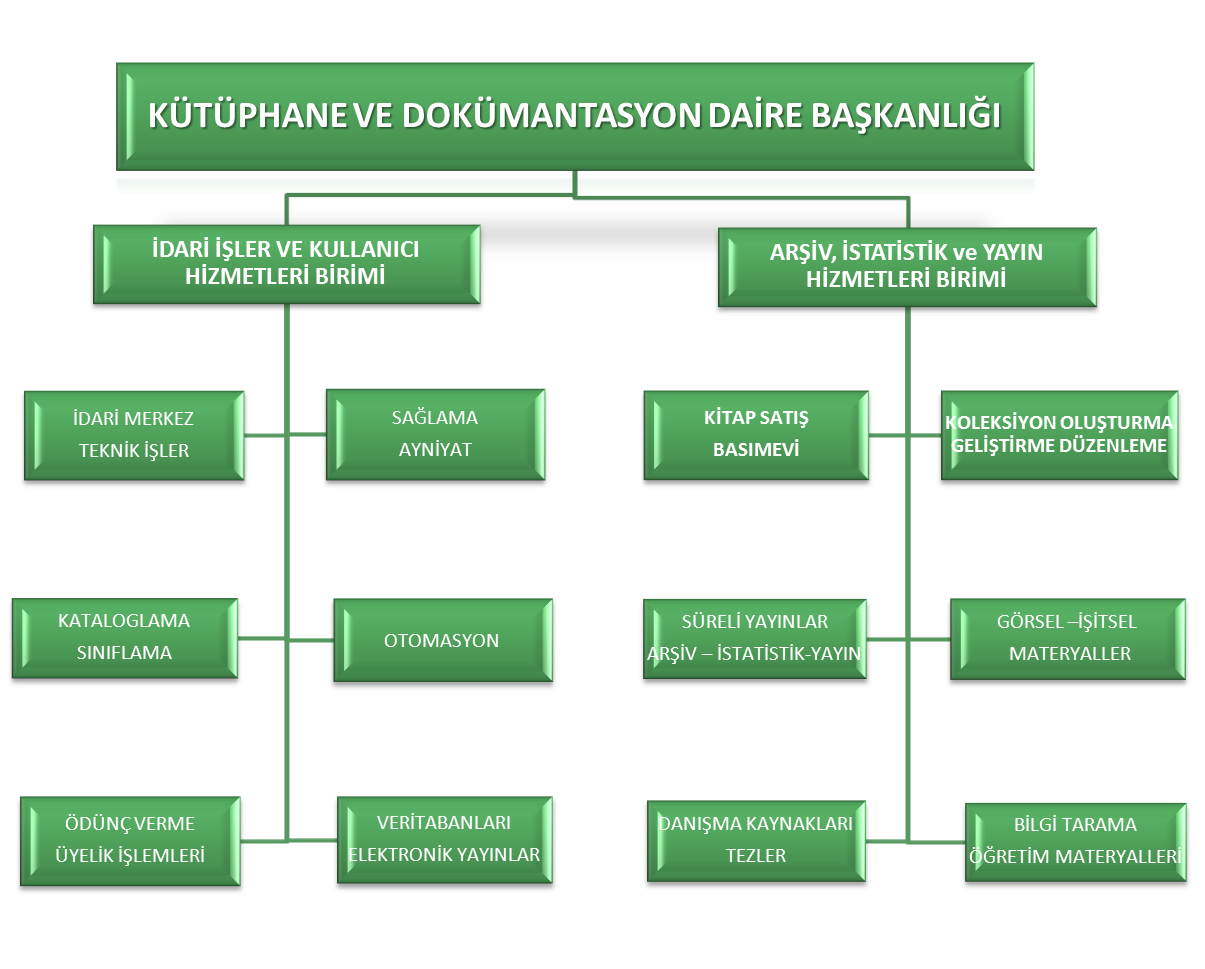 KÜTÜPHANE VE DOKÜMANTASYON DAİRE BAŞKANLIĞI
İDARİ İŞLER VE KULLANICI
HİZMETLERİ BİRİMİ
ARŞİV, İSTATİSTİK ve YAYIN
HİZMETLERİ BİRİMİ
İDARİ MERKEZ
TEKNİK İŞLER
SAĞLAMA
AYNİYAT
KİTAP SATIŞ
BASIMEVİ
KOLEKSİYON OLUŞTURMA
GELİŞTİRME DÜZENLEME
KATALOGLAMA
SINIFLAMA
OTOMASYON
SÜRELİ YAYINLAR
ARŞİV – İSTATİSTİK-YAYIN
GÖRSEL –İŞİTSEL
MATERYALLER
ÖDÜNÇ VERME
ÜYELİK İŞLEMLERİ
VERİTABANLARI
ELEKTRONİK YAYINLAR
DANIŞMA KAYNAKLARI
TEZLER
BİLGİ TARAMA
ÖĞRETİM MATERYALLERİ